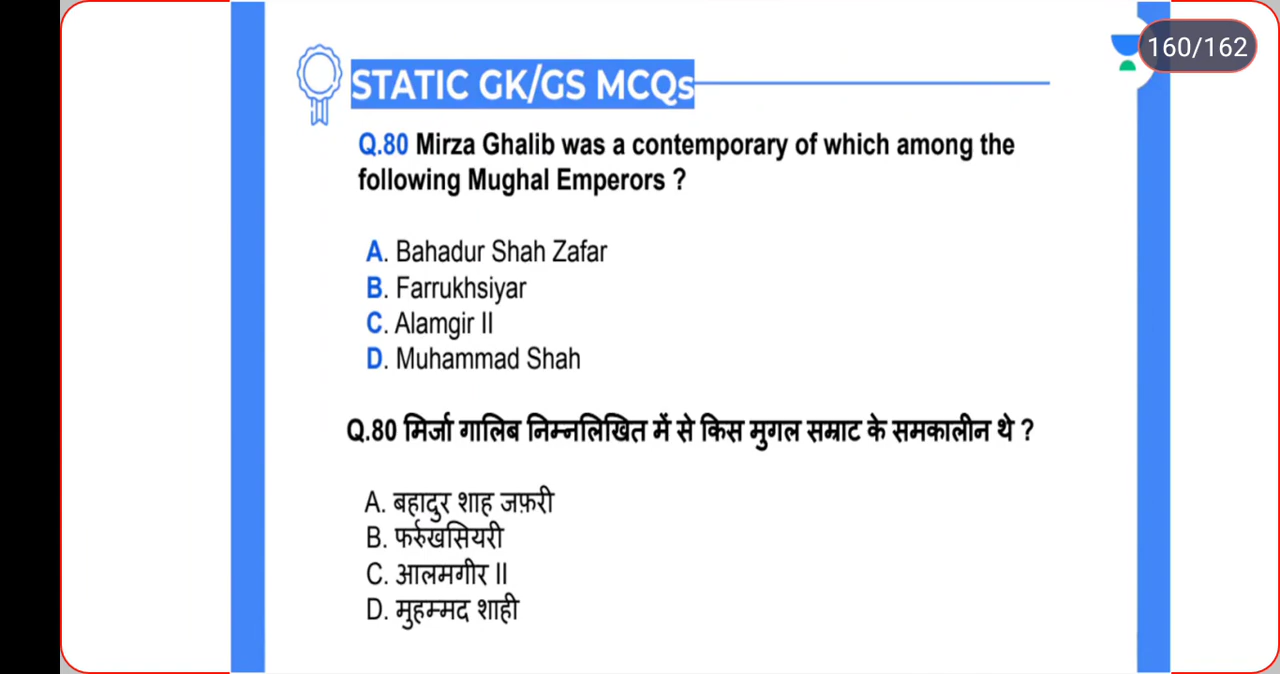 160/162
STATIC GK/GS MCQs
Q.80 Mirza Ghalib was a contemporary of which among the
following Mughal Emperors ?
A. Bahadur Shah Zafar
B. Farrukhsiyar
C. Alamgir II
D. Muhammad Shah
Q.80 मिर्जा गालिब निम्नलिखित में से किस मुगल सम्राट के समकालीन थे ?
A. बहादुर शाह जफ़री
B. फर्रुखसियरी
C. आलमगीर II
D. मुहम्मद शाही